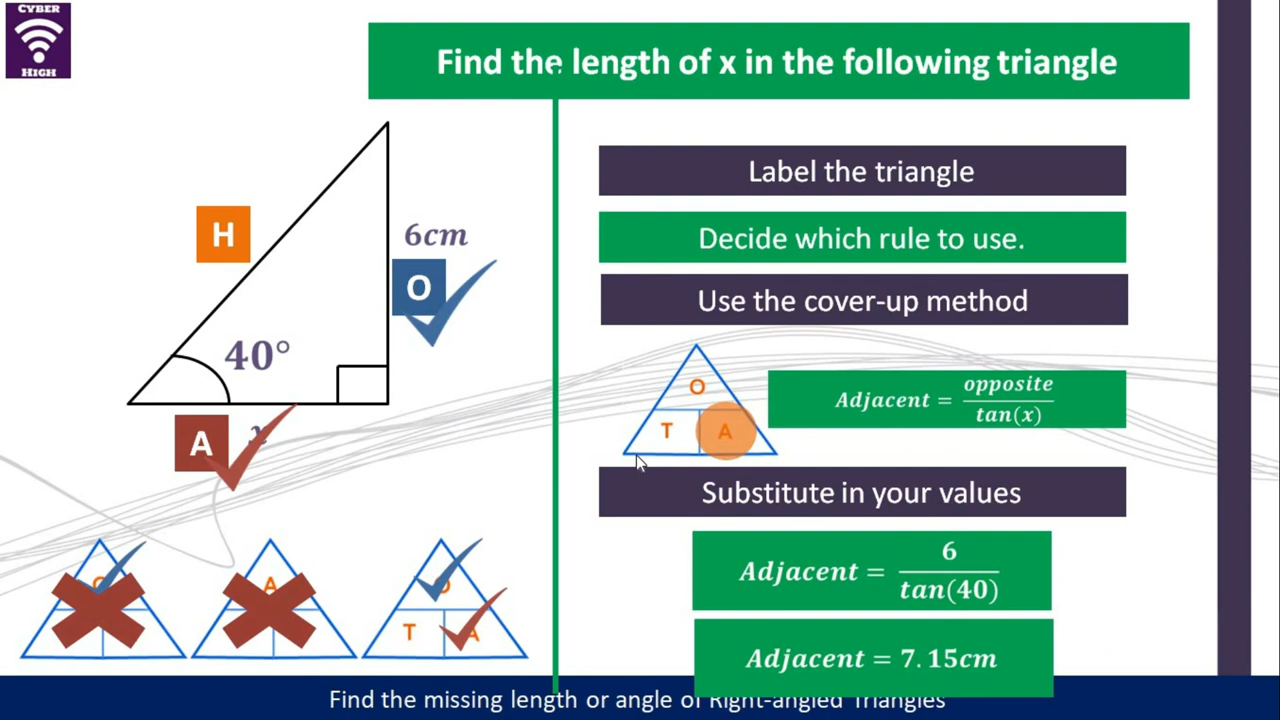 CYBER
HIGH
Find the length of x in the following triangle
H
6cm
O
40°
A
x
Label the triangle
Decide which rule to use.
Use the cover-up method
O
T A
Adjacent = opposite / tan(x)
Substitute in your values
Adjacent = 6 / tan(40)
Adjacent = 7.15cm
A
O
T A
Find the missing length or angle of Right-angled Triangles